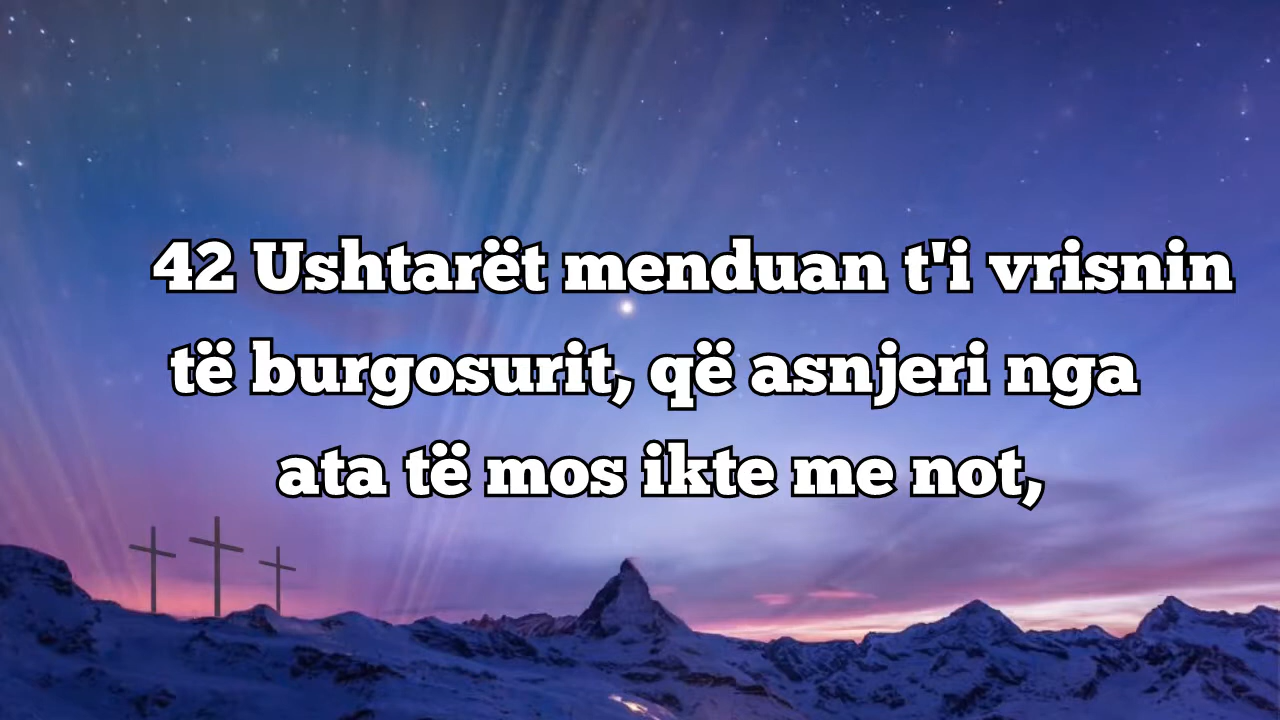 42 Ushtarët menduan t'i vrisnin
të burgosurit, që asnjeri nga
ata të mos ikte me not,